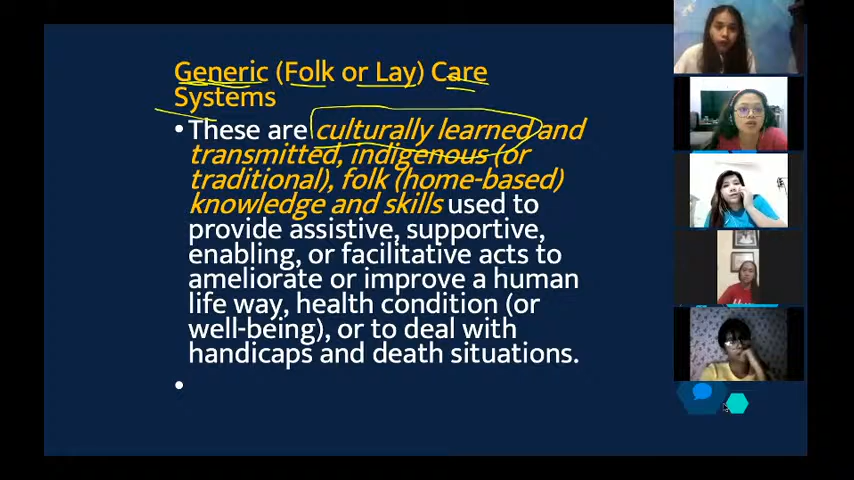 Generic (Folk or Lay) Care
Systems
• These are culturally learned and
transmitted, indigenous (or
traditional), folk (home-based)
knowledge and skills used to
provide assistive, supportive,
enabling, or facilitative acts to
ameliorate or improve a human
life way, health condition (or
well-being), or to deal with
handicaps and death situations.
•